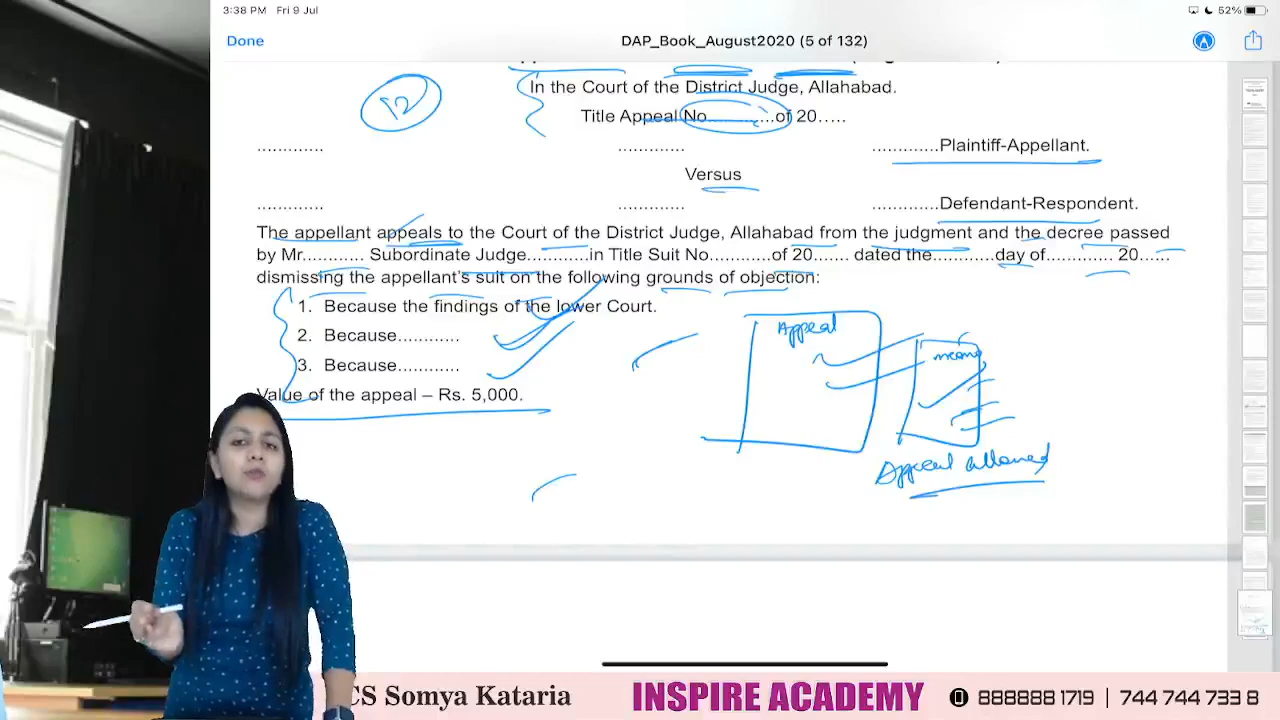 3:38 PM Fri 9 Jul
52%
Done
DAP_Book_August2020 (5 of 132)
In the Court of the District Judge, Allahabad.
Title Appeal No............of 20.....
12
............. ............. .............Plaintiff-Appellant.
Versus
............. ............. .............Defendant-Respondent.
The appellant appeals to the Court of the District Judge, Allahabad from the judgment and the decree passed
by Mr............ Subordinate Judge............in Title Suit No............of 20...... dated the............day of............. 20......
dismissing the appellant's suit on the following grounds of objection:
1. Because the findings of the lower Court.
2. Because............
3. Because............
Value of the appeal – Rs. 5,000.
Appeal
Appeal allowed
CS Somya Kataria
INSPIRE ACADEMY
888888 1719 | 744 744 733 8